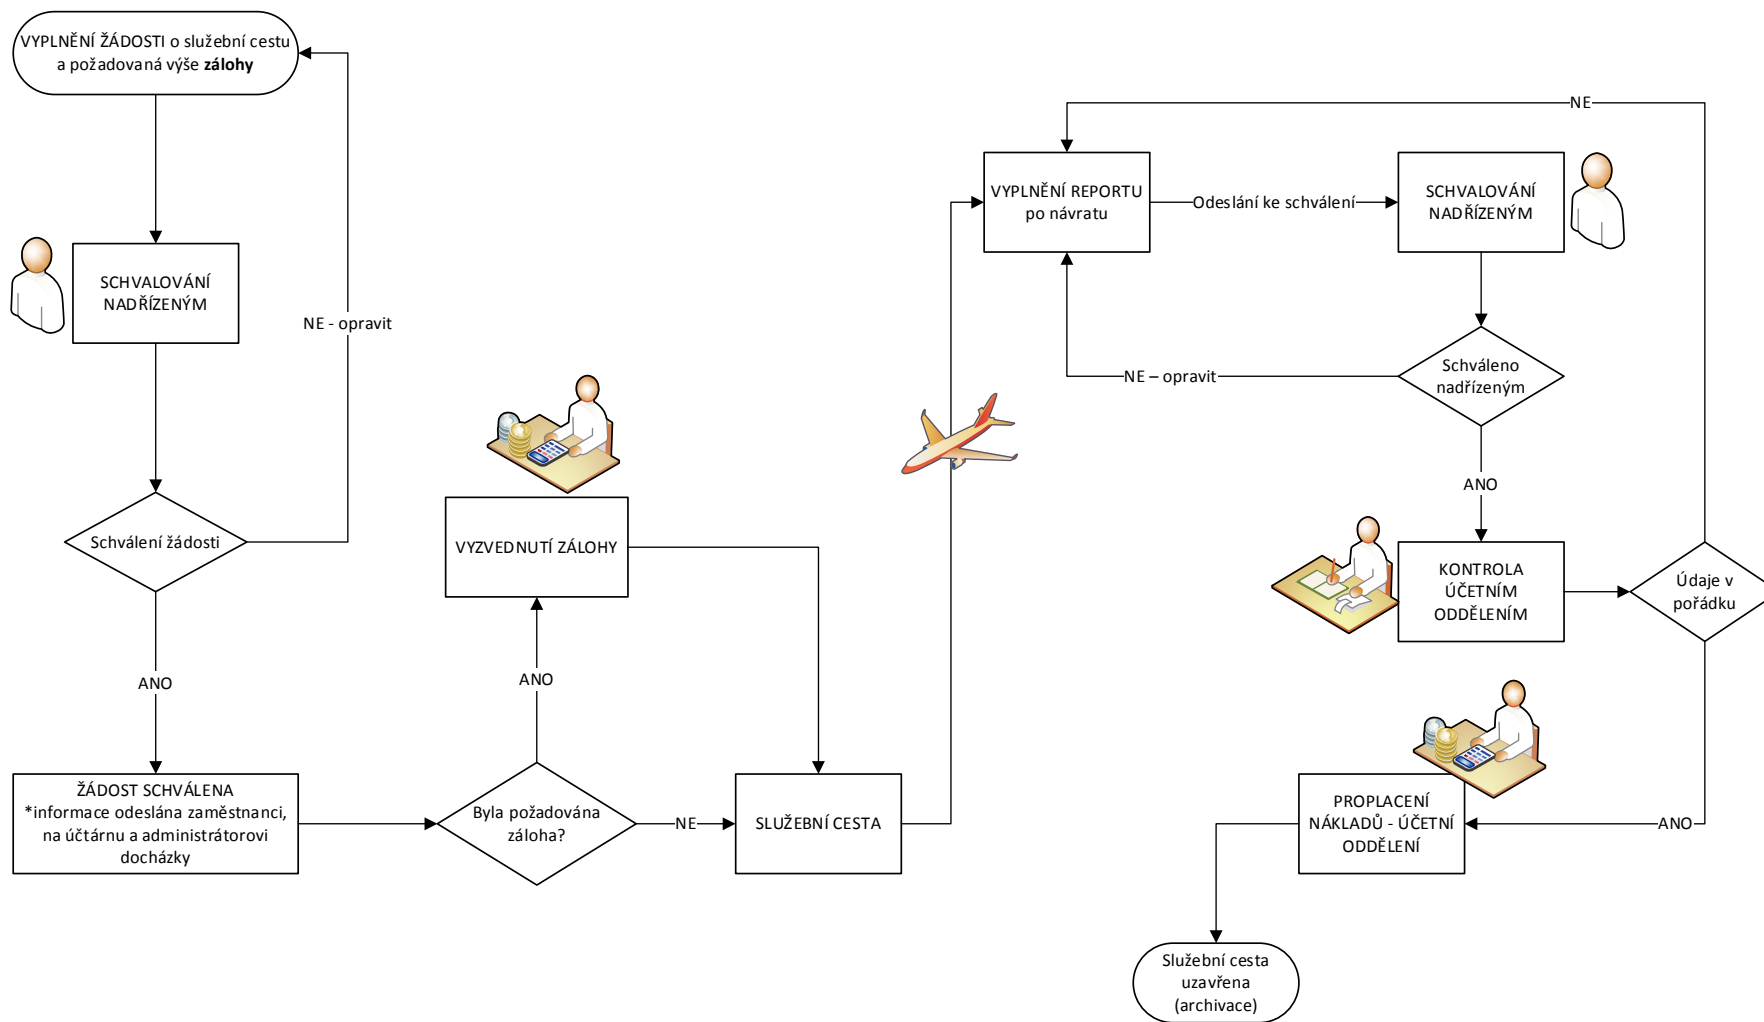 VYPLNĚNÍ ŽÁDOSTI o služební cestu
a požadovaná výše zálohy
SCHVALOVÁNÍ
NADŘÍZENÝM
NE - opravit
Schválení žádosti
ANO
ŽÁDOST SCHVÁLENA
*informace odeslána zaměstnanci,
na účtárnu a administrátorovi
docházky
Byla požadována
záloha?
ANO
VYZVEDNUTÍ ZÁLOHY
NE
SLUŽEBNÍ CESTA
VYPLNĚNÍ REPORTU
po návratu
Odeslání ke schválení
SCHVALOVÁNÍ
NADŘÍZENÝM
Schváleno
nadřízeným
NE – opravit
ANO
KONTROLA
ÚČETNÍM
ODDĚLENÍM
Údaje v
pořádku
NE
ANO
PROPLACENÍ
NÁKLADŮ - ÚČETNÍ
ODDĚLENÍ
Služební cesta
uzavřena
(archivace)